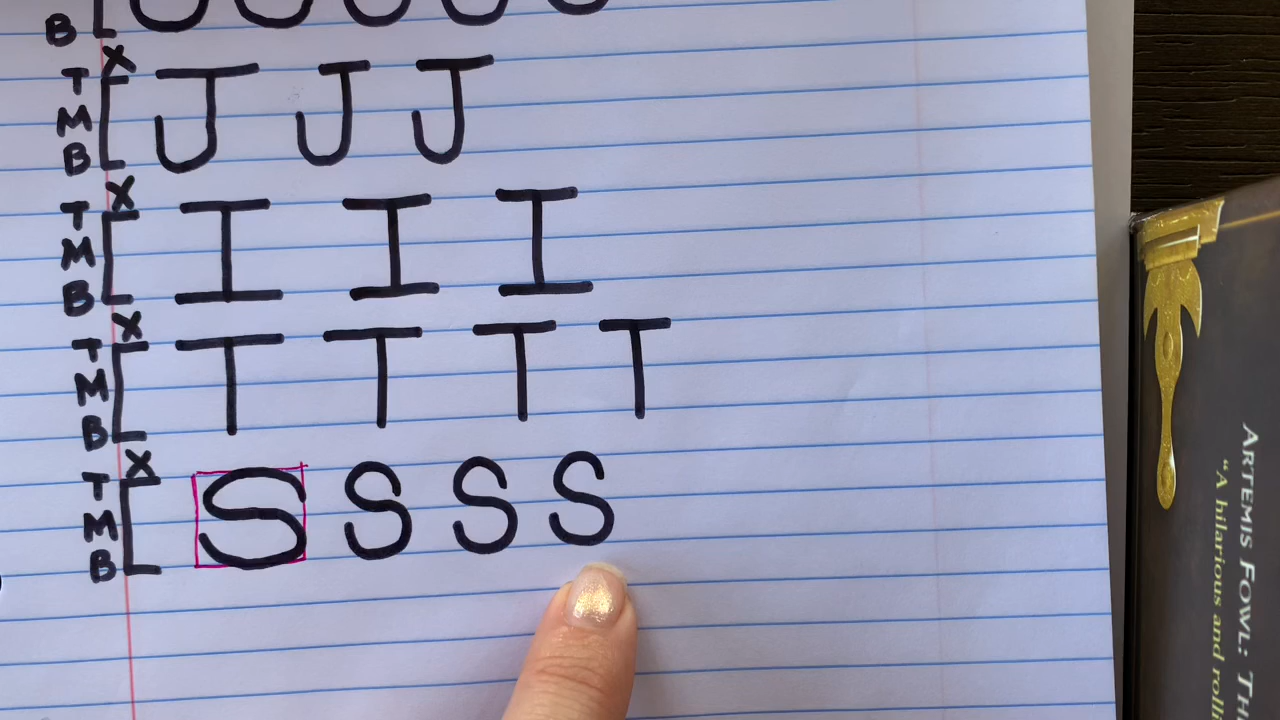 B
X
T
M J J J
B
X
T
M I I I
B
X
T
M T T T T
B
X
T
M S S S S
B
ARTEMIS FOWL: TH
"A hilarious and roll